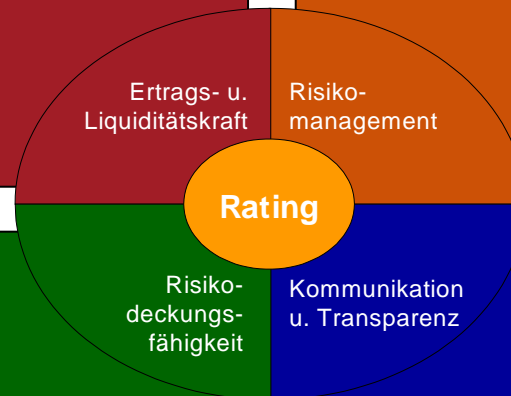 Ertrags- u.
Liquiditätskraft
Risiko-
management
Rating
Risiko-
deckungs-
fähigkeit
Kommunikation
u. Transparenz